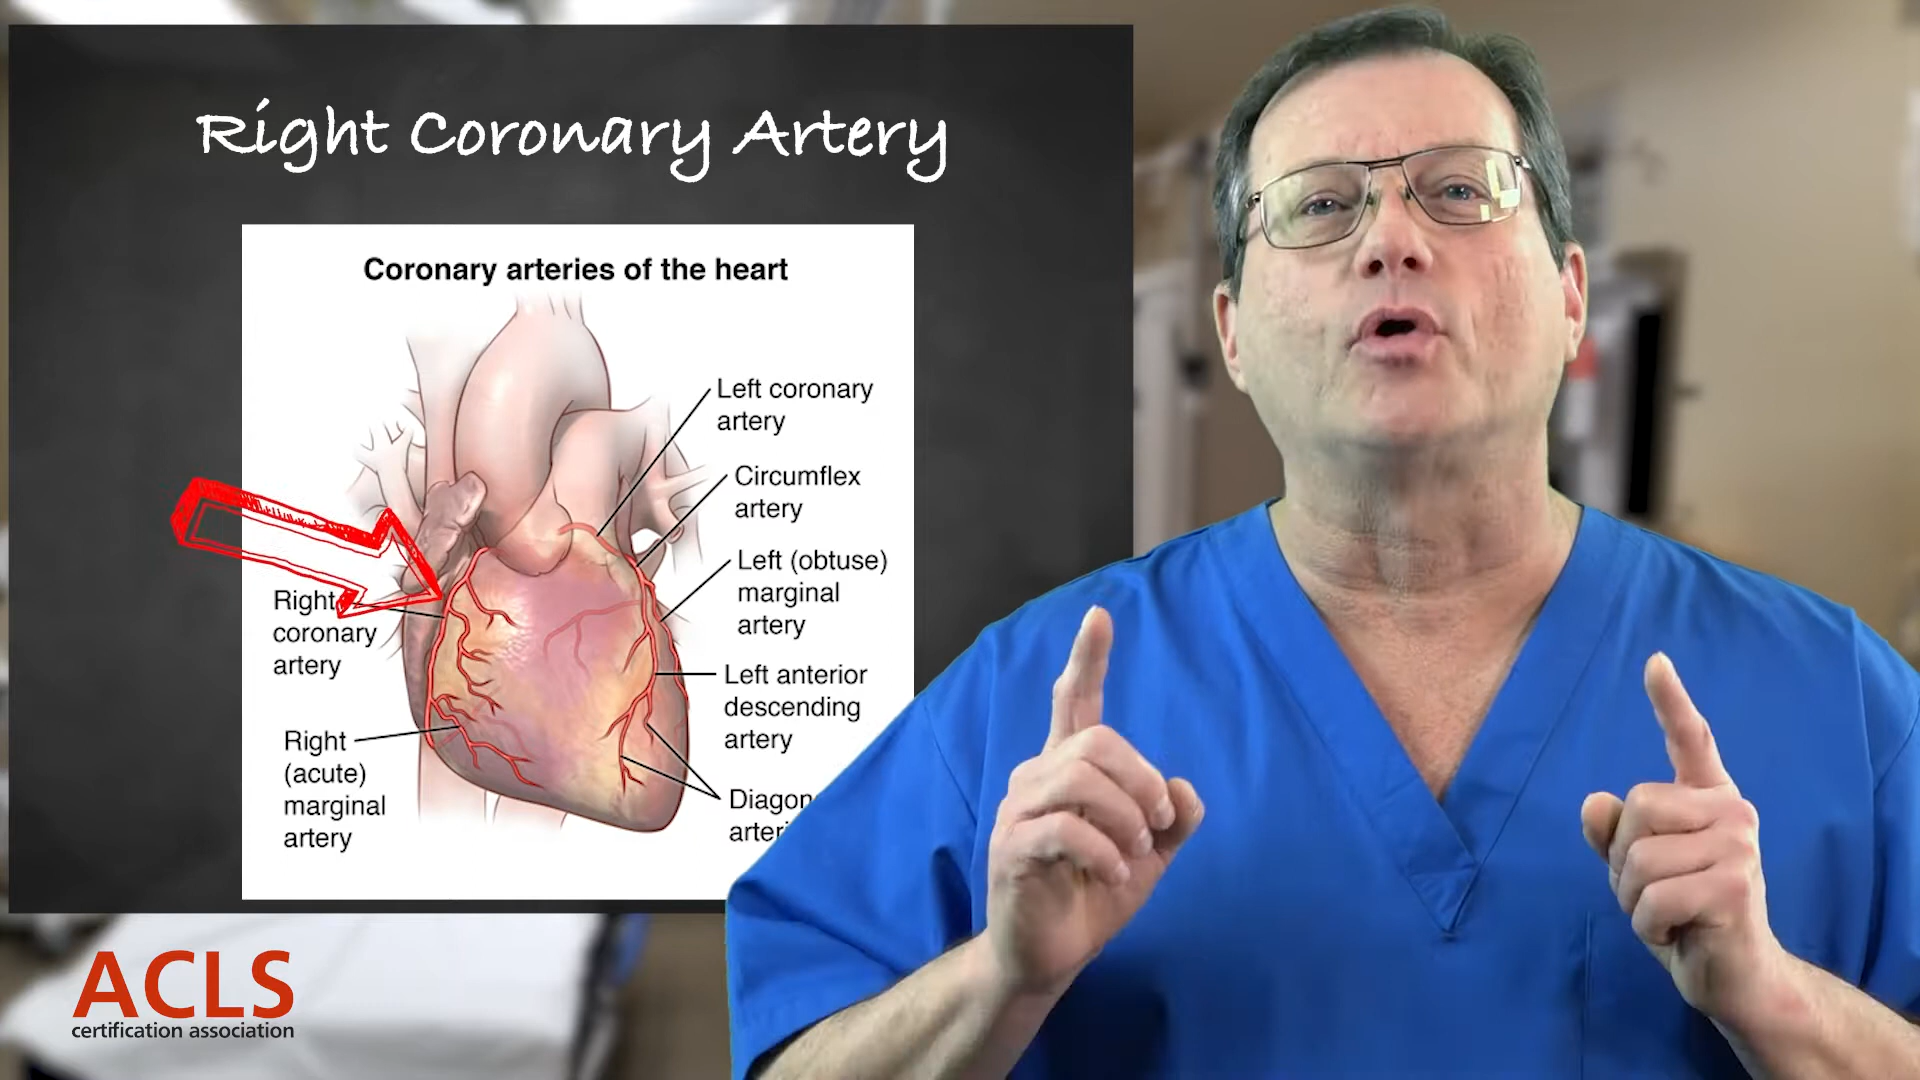 Right Coronary Artery
Coronary arteries of the heart
Left coronary
artery
Circumflex
artery
Left (obtuse)
marginal
artery
Left anterior
descending
artery
Right
coronary
artery
Right
(acute)
marginal
artery
ACLS
certification association